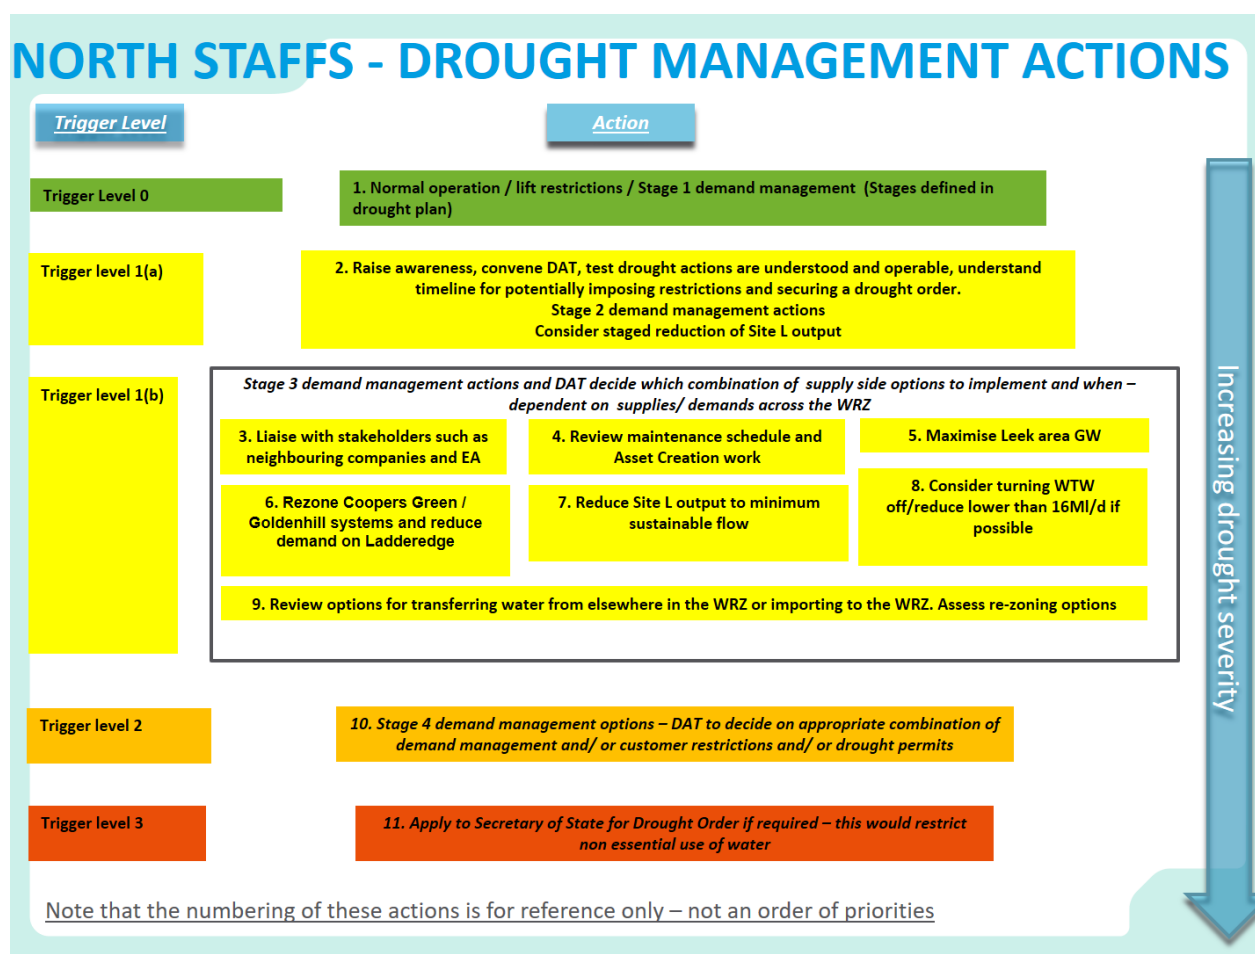 NORTH STAFFS - DROUGHT MANAGEMENT ACTIONS
Trigger Level
Action
Trigger Level 0
1. Normal operation / lift restrictions / Stage 1 demand management  (Stages defined in
drought plan)
Trigger level 1(a)
2. Raise awareness, convene DAT, test drought actions are understood and operable, understand
timeline for potentially imposing restrictions and securing a drought order.
Stage 2 demand management actions
Consider staged reduction of Site L output
Trigger level 1(b)
Stage 3 demand management actions and DAT decide which combination of supply side options to implement and when –
dependent on supplies/ demands across the WRZ
3. Liaise with stakeholders such as
neighbouring companies and EA
4. Review maintenance schedule and
Asset Creation work
5. Maximise Leek area GW
6. Rezone Coopers Green /
Goldenhill systems and reduce
demand on Ladderedge
7. Reduce Site L output to minimum
sustainable flow
8. Consider turning WTW
off/reduce lower than 16Ml/d if
possible
9. Review options for transferring water from elsewhere in the WRZ or importing to the WRZ. Assess re-zoning options
Trigger level 2
10. Stage 4 demand management options – DAT to decide on appropriate combination of
demand management and/ or customer restrictions and/ or drought permits
Trigger level 3
11. Apply to Secretary of State for Drought Order if required – this would restrict
non essential use of water
Increasing drought severity
Note that the numbering of these actions is for reference only – not an order of priorities